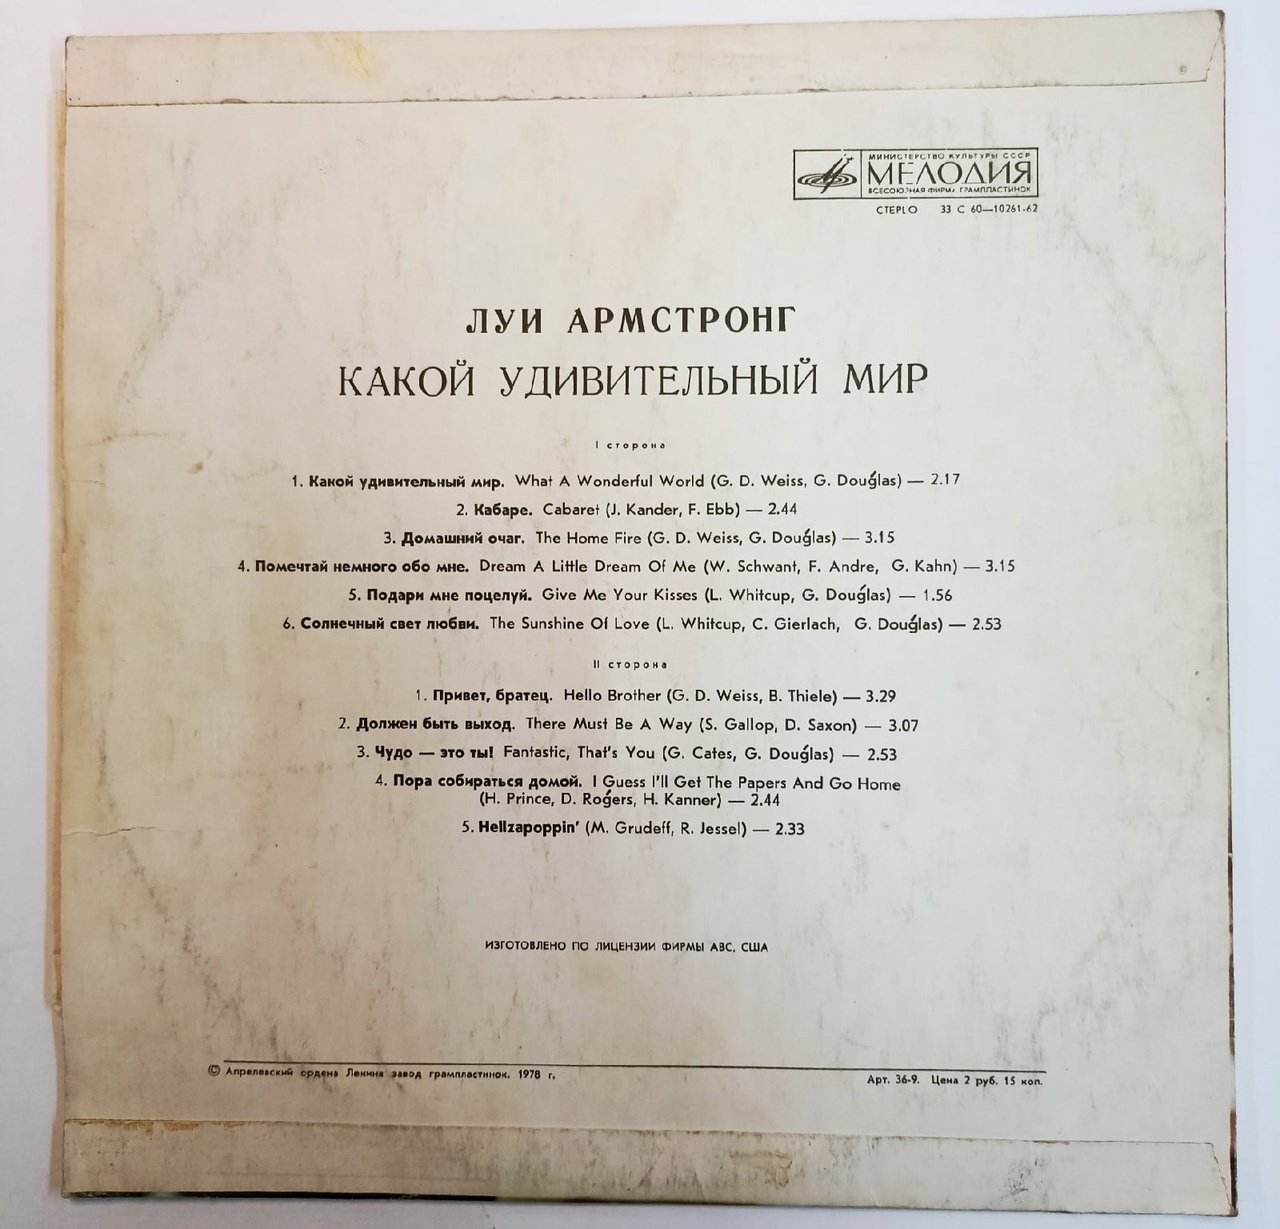 МИНИСТЕРСТВО КУЛЬТУРЫ СССР
МЕЛОДИЯ
ВСЕСОЮЗНАЯ ФИРМА ГРАМПЛАСТИНОК
СТЕРЕО 33 С 60—10261-62
ЛУИ АРМСТРОНГ
КАКОЙ УДИВИТЕЛЬНЫЙ МИР
I сторона
1. Какой удивительный мир. What A Wonderful World (G. D. Weiss, G. Douglas) — 2.17
2. Кабаре. Cabaret (J. Kander, F. Ebb) — 2.44
3. Домашний очаг. The Home Fire (G. D. Weiss, G. Douglas) — 3.15
4. Помечтай немного обо мне. Dream A Little Dream Of Me (W. Schwant, F. Andre, G. Kahn) — 3.15
5. Подари мне поцелуй. Give Me Your Kisses (L. Whitcup, G. Douglas) — 1.56
6. Солнечный свет любви. The Sunshine Of Love (L. Whitcup, C. Gierlach, G. Douglas) — 2.53
II сторона
1. Привет, братец. Hello Brother (G. D. Weiss, B. Thiele) — 3.29
2. Должен быть выход. There Must Be A Way (S. Gallop, D. Saxon) — 3.07
3. Чудо — это ты! Fantastic, That's You (G. Cates, G. Douglas) — 2.53
4. Пора собираться домой. I Guess I'll Get The Papers And Go Home
(H. Prince, D. Rogers, H. Kanner) — 2.44
5. Hellzapoppin' (M. Grudeff, R. Jessel) — 2.33
ИЗГОТОВЛЕНО ПО ЛИЦЕНЗИИ ФИРМЫ ABC, США
© Апрелевский ордена Ленина завод грампластинок. 1978 г.
Арт. 36-9. Цена 2 руб. 15 коп.